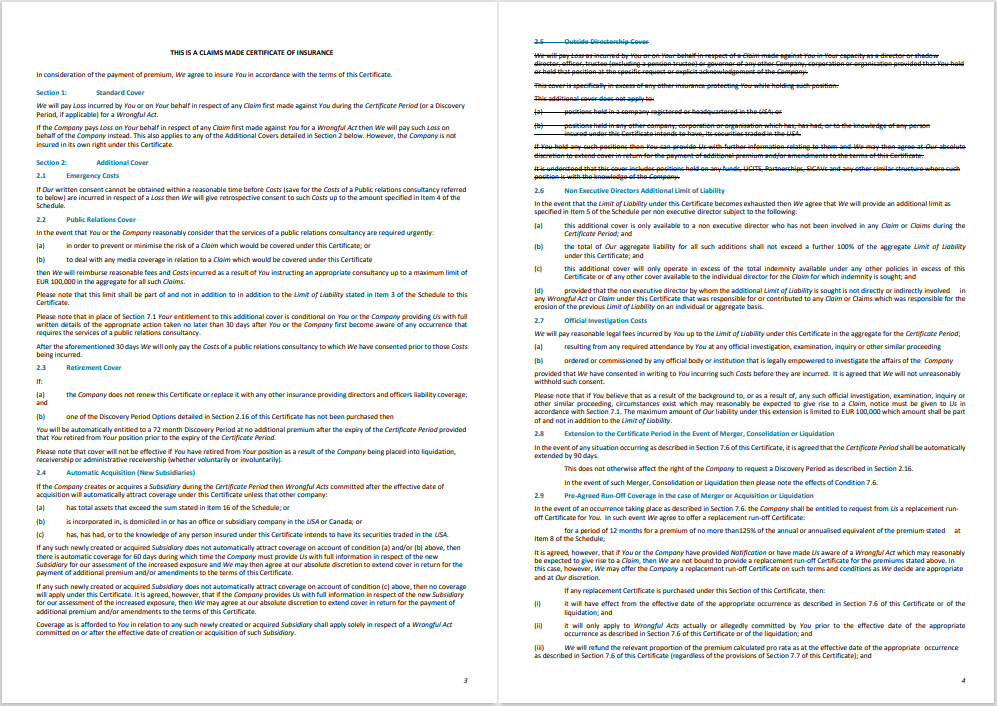 THIS IS A CLAIMS MADE CERTIFICATE OF INSURANCE
In consideration of the payment of premium, We agree to insure You in accordance with the terms of this Certificate.
Section 1: Standard Cover
We will pay Loss incurred by You or on Your behalf in respect of any Claim first made against You during the Certificate Period (or a Discovery
Period, if applicable) for a Wrongful Act.
If the Company pays Loss on Your behalf in respect of any Claim first made against You for a Wrongful Act then We will pay such Loss on
behalf of the Company instead. This also applies to any of the Additional Covers detailed in Section 2 below. However, the Company is not
insured in its own right under this Certificate.
Section 2: Additional Cover
2.1 Emergency Costs
If Our written consent cannot be obtained within a reasonable time before Costs (save for the Costs of a Public Relations consultancy referred
to below) are incurred in respect of a Loss then We will give retrospective consent to such Costs up to the amount specified in Item 4 of the
Schedule.
2.2 Public Relations Cover
In the event that You or the Company reasonably consider that the services of a public relations consultancy are required urgently:
(a) in order to prevent or minimise the risk of a Claim which would be covered under this Certificate; or
(b) to deal with any media coverage in relation to a Claim which would be covered under this Certificate
then We will reimburse reasonable fees and Costs incurred as a result of You instructing an appropriate consultancy up to a maximum limit of
EUR 100,000 in the aggregate for all such Claims.
Please note that this limit shall be part of and not in addition to in addition to the Limit of Liability stated in Item 3 of the Schedule to this
Certificate.
Please note that in place of Section 7.1 Your entitlement to this additional cover is conditional on You or the Company providing Us with full
written details of the appropriate action taken no later than 30 days after You or the Company first become aware of any occurrence that
requires the services of a public relations consultancy.
After the aforementioned 30 days We will only pay the Costs of a public relations consultancy to which We have consented prior to those Costs
being incurred.
2.3 Retirement Cover
If:
(a) the Company does not renew this Certificate or replace it with any other insurance providing directors and officers liability coverage;
and
(b) one of the Discovery Period Options detailed in Section 2.16 of this Certificate has not been purchased then
You will be automatically entitled to a 72 month Discovery Period at no additional premium after the expiry of the Certificate Period provided
that You retired from Your position prior to the expiry of the Certificate Period.
Please note that cover will not be effective if You have retired from Your position as a result of the Company being placed into liquidation,
receivership or administrative receivership (whether voluntarily or involuntarily).
2.4 Automatic Acquisition (New Subsidiaries)
If the Company creates or acquires a Subsidiary during the Certificate Period then Wrongful Acts committed after the effective date of
acquisition will automatically attract coverage under this Certificate unless that other company:
(a) has total assets that exceed the sum stated in Item 16 of the Schedule; or
(b) is incorporated in, is domiciled in or has an office or subsidiary company in the USA or Canada; or
(c) has, has had, or to the knowledge of any person insured under this Certificate intends to have its securities traded in the USA.
If any such newly created or acquired Subsidiary does not automatically attract coverage on account of condition (a) and/or (b) above, then
there is automatic coverage for 60 days during which time the Company must provide Us with full information in respect of the new
Subsidiary for our assessment of the increased exposure and We may then agree at our absolute discretion to extend cover in return for the
payment of additional premium and/or amendments to the terms of this Certificate.
If any such newly created or acquired Subsidiary does not automatically attract coverage on account of condition (c) above, then no coverage
will apply under this Certificate. It is agreed, however, that if the Company provides Us full information in respect of the new Subsidiary
for our assessment of the increased exposure, then We may agree at our absolute discretion to extend cover in return for the payment of
additional premium and/or amendments to the terms of this Certificate.
Coverage as is afforded to You in relation to any such newly created or acquired Subsidiary shall apply solely in respect of a Wrongful Act
committed on or after the effective date of creation or acquisition of such Subsidiary.
3
2.5 Outside Directorship Cover
We will pay Loss incurred by You or on Your behalf in respect of a Claim made against You in Your capacity as a director or shadow
director, officer, trustee (excluding a pension trustee) or governor of any other Company, corporation or organisation provided that You hold
or held that position at the specific request or explicit acknowledgement of the Company.
This cover is specifically in excess of any other insurance protecting You while holding such position.
This additional cover does not apply to:
(a) positions held in a company registered or headquartered in the USA; or
(b) positions held in any other company, corporation or organisation which has, has had, or to the knowledge of any person
insured under this Certificate intends to have, its securities traded in the USA.
If You hold any such positions then You can provide Us with further information relating to them and We may then agree at Our absolute
discretion to extend cover in return for the payment of additional premium and/or amendments to the terms of this Certificate.
It is understood that this cover includes positions held on any funds, UCITE, Partnerships, SICAVs and any other similar structure where such
position is with the knowledge of the Company.
2.6 Non Executive Directors Additional Limit of Liability
In the event that the Limit of Liability under this Certificate becomes exhausted then We agree that We will provide an additional limit as
specified in Item 5 of the Schedule per non executive director subject to the following:
(a) this additional cover is only available to a non executive director who has not been involved in any Claim or Claims during the
Certificate Period; and
(b) the total of Our aggregate liability for all such additions shall not exceed a further 100% of the aggregate Limit of Liability
under this Certificate; and
(c) this additional cover will only operate in excess of the total indemnity available under any other policies in excess of this
Certificate or of any other cover available to the individual director for the Claim for which indemnity is sought; and
(d) provided that the non executive director by whom the additional Limit of Liability is sought is not directly or indirectly involved in
any Wrongful Act or Claim under this Certificate that was responsible for or contributed to any Claim or Claims which was responsible for the
erosion of the previous Limit of Liability on an individual or aggregate basis.
2.7 Official Investigation Costs
We will pay reasonable legal fees incurred by You up to the Limit of Liability under this Certificate in the aggregate for the Certificate Period;
(a) resulting from any required attendance by You at any official investigation, examination, inquiry or other similar proceeding
(b) ordered or commissioned by any official body or institution that is legally empowered to investigate the affairs of the Company
provided that We have consented in writing to You incurring such Costs before they are incurred. It is agreed that We will not unreasonably
withhold such consent.
Please note that if You believe that as a result of the background to, or as a result of, any such official investigation, examination, inquiry or
other similar proceeding, circumstances exist which may reasonably be expected to give rise to a Claim, notice must be given to Us in
accordance with Section 7.1. The maximum amount of Our liability under this extension is limited to EUR 100,000 which amount shall be part
of and not in addition to the Limit of Liability.
2.8 Extension to the Certificate Period in the Event of Merger, Consolidation or Liquidation
In the event of any situation occurring as described in Section 7.6 of this Certificate, it is agreed that the Certificate Period shall be automatically
extended by 90 days.
This does not otherwise affect the right of the Company to request a Discovery Period as described in Section 2.16.
In the event of such Merger, Consolidation or Liquidation then please note the effects of Condition 7.6.
2.9 Pre-Agreed Run-Off Coverage in the case of Merger or Acquisition or Liquidation
In the event of an occurrence taking place as described in Section 7.6. the Company shall be entitled to request from Us a replacement run-
off Certificate for You. In such event We agree to offer a replacement run-off Certificate:
for a period of 12 months for a premium of no more than125% of the annual or annualised equivalent of the premium stated at
Item 8 of the Schedule;
It is agreed, however, that if You or the Company have provided Notification or have made Us aware of a Wrongful Act which may reasonably
be expected to give rise to a Claim, then We are not bound to provide a replacement run-off Certificate for the premiums stated above. In
this case, however, We may offer the Company a replacement run-off Certificate on such terms and conditions as We decide are appropriate
and at Our discretion.
If any replacement Certificate is purchased under this Section of this Certificate, then:
(i) it will have effect from the effective date of the appropriate occurrence as described in Section 7.6 of this Certificate or of the
liquidation; and
(ii) it will only apply to Wrongful Acts actually or allegedly committed by You prior to the effective date of the appropriate
occurrence as described in Section 7.6 of this Certificate or of the liquidation; and
(iii) We will refund the relevant proportion of the premium calculated pro rata as at the effective date of the appropriate occurrence
as described in Section 7.6 of this Certificate (regardless of the provisions of Section 7.7 of this Certificate); and
4